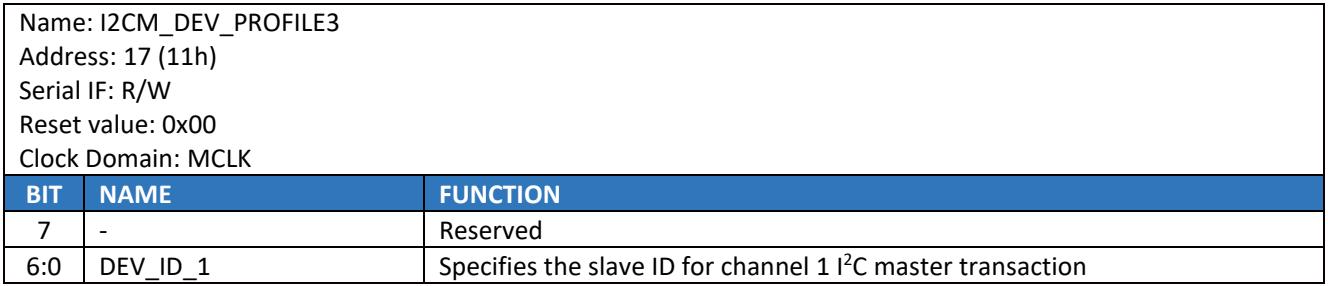 Name: I2CM_DEV_PROFILE3
Address: 17 (11h)
Serial IF: R/W
Reset value: 0x00
Clock Domain: MCLK
BIT NAME FUNCTION
7 - Reserved
6:0 DEV_ID_1 Specifies the slave ID for channel 1 I²C master transaction